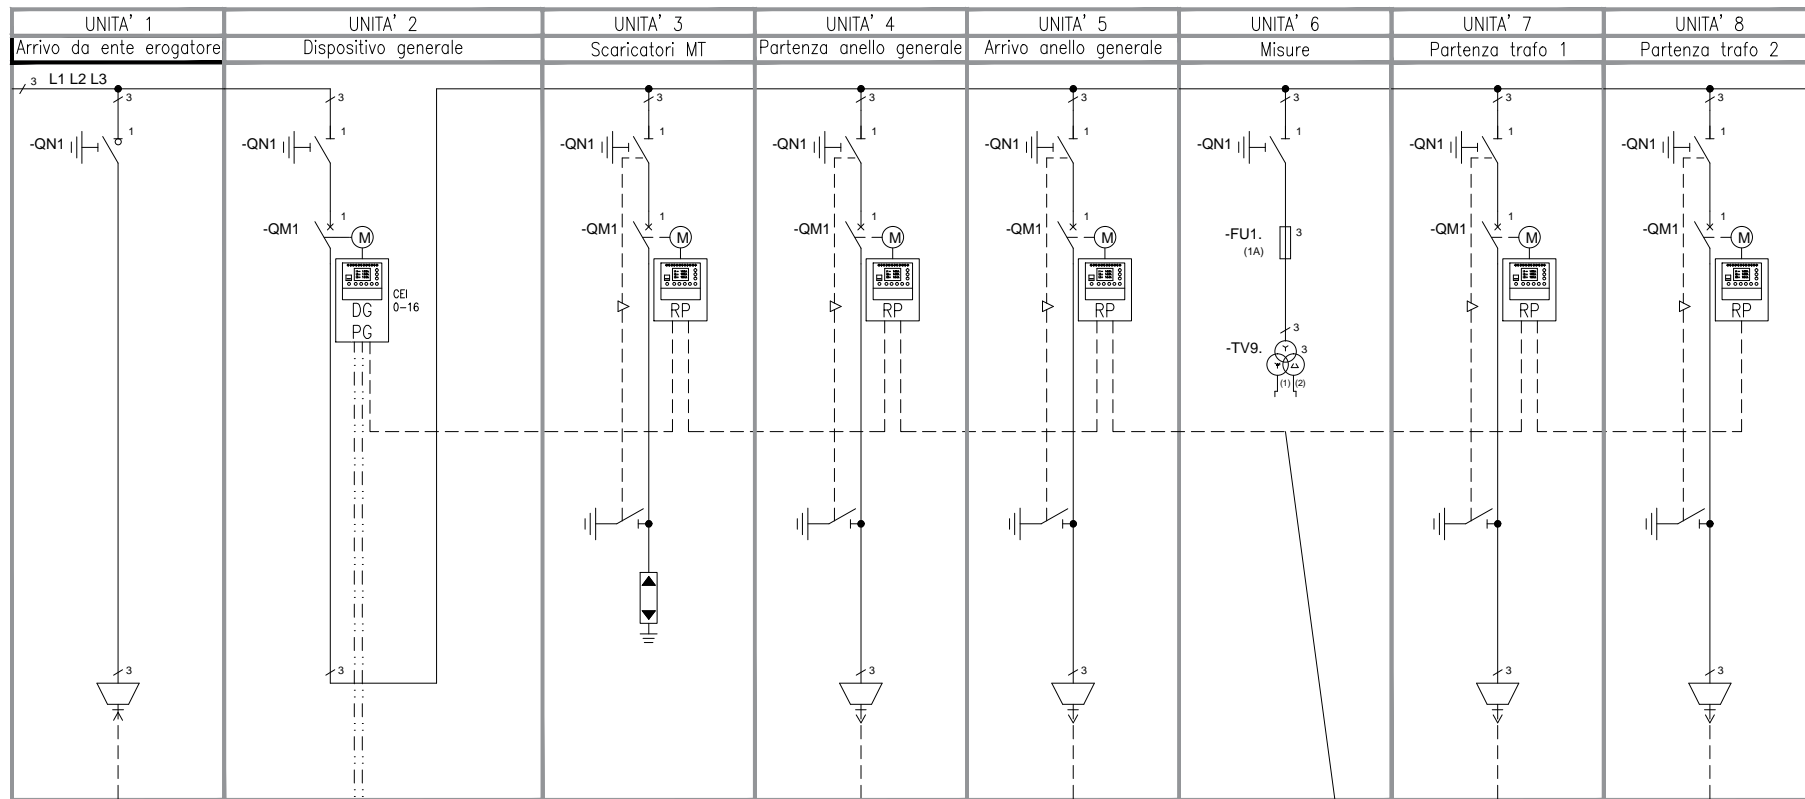 UNITA' 1 UNITA' 2 UNITA' 3 UNITA' 4 UNITA' 5 UNITA' 6 UNITA' 7 UNITA' 8
Arrivo da ente erogatore Dispositivo generale Scaricatori MT Partenza anello generale Arrivo anello generale Misure Partenza trafo 1 Partenza trafo 2
3 L1 L2 L3
3 3 3 3 3 3 3 3
1 1 1 1 1 1 1
-QN1 -QN1 -QN1 -QN1 -QN1 -QN1 -QN1 -QN1
1 1 1 1 1 1
-QM1 M -QM1 M -QM1 M -QM1 M -FU1. 3 -QM1 M -QM1 M
(1A)
CEI
0-16
DG RP RP RP RP RP
PG
3
-TV9. 3
(1) (2)
3 3 3 3 3 3